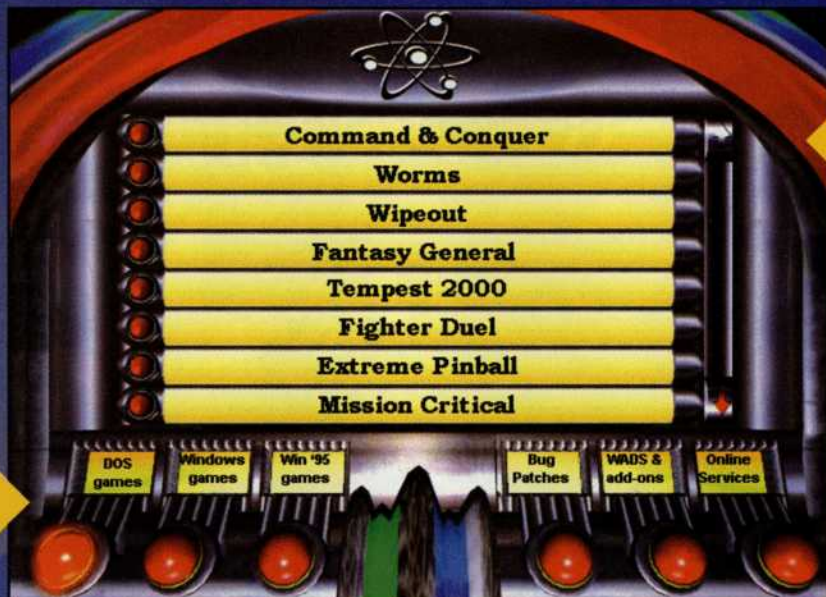 Command & Conquer
Worms
Wipeout
Fantasy General
Tempest 2000
Fighter Duel
Extreme Pinball
Mission Critical
DOS
games
Windows
games
Win '95
games
Bug
Patches
WADS &
add-ons
Online
Services